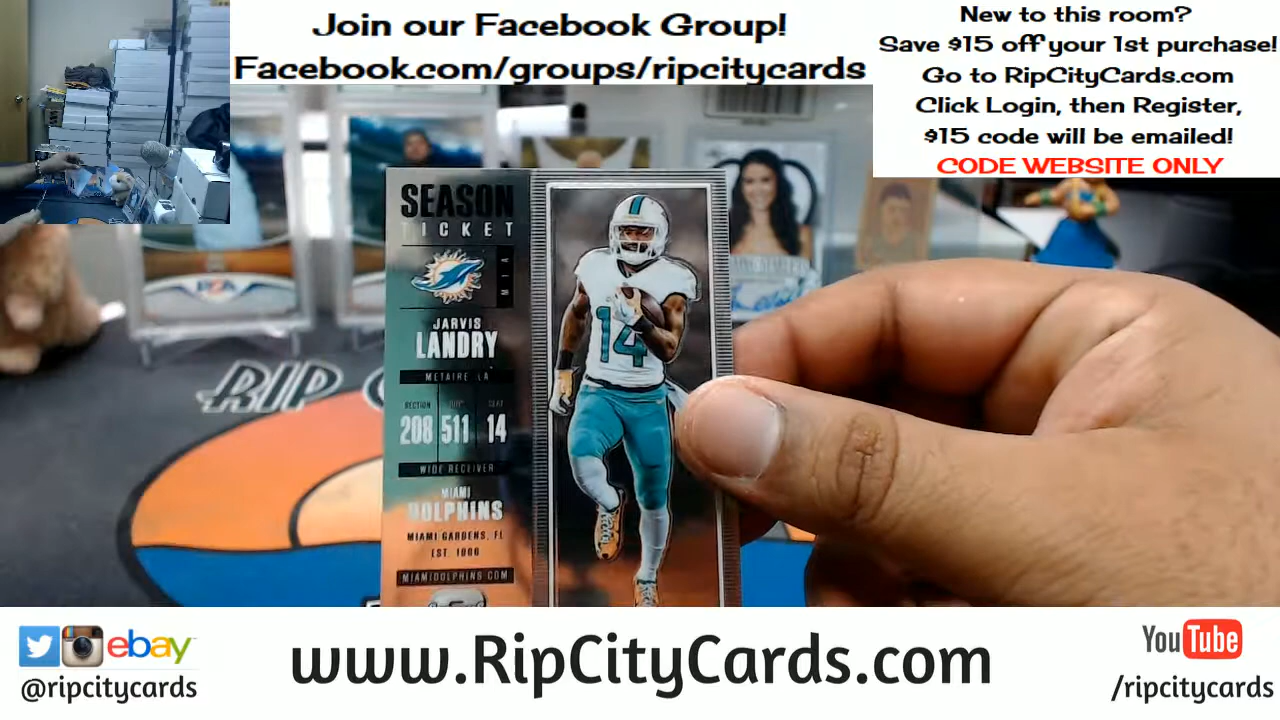 Join our Facebook Group!
Facebook.com/groups/ripcitycards
New to this room?
Save $15 off your 1st purchase!
Go to RipCityCards.com
Click Login, then Register,
$15 code will be emailed!
CODE WEBSITE ONLY
SEASON
TICKET
MIA
JARVIS
LANDRY
METAIRE LA
SECTION SEAT
208 511 14
WIDE RECEIVER
MIAMI
DOLPHINS
MIAMI GARDENS, FL
EST. 1966
MIAMIDOLPHINS.COM
14
RIP
ebay
@ripcitycards
www.RipCityCards.com
YouTube
/ripcitycards